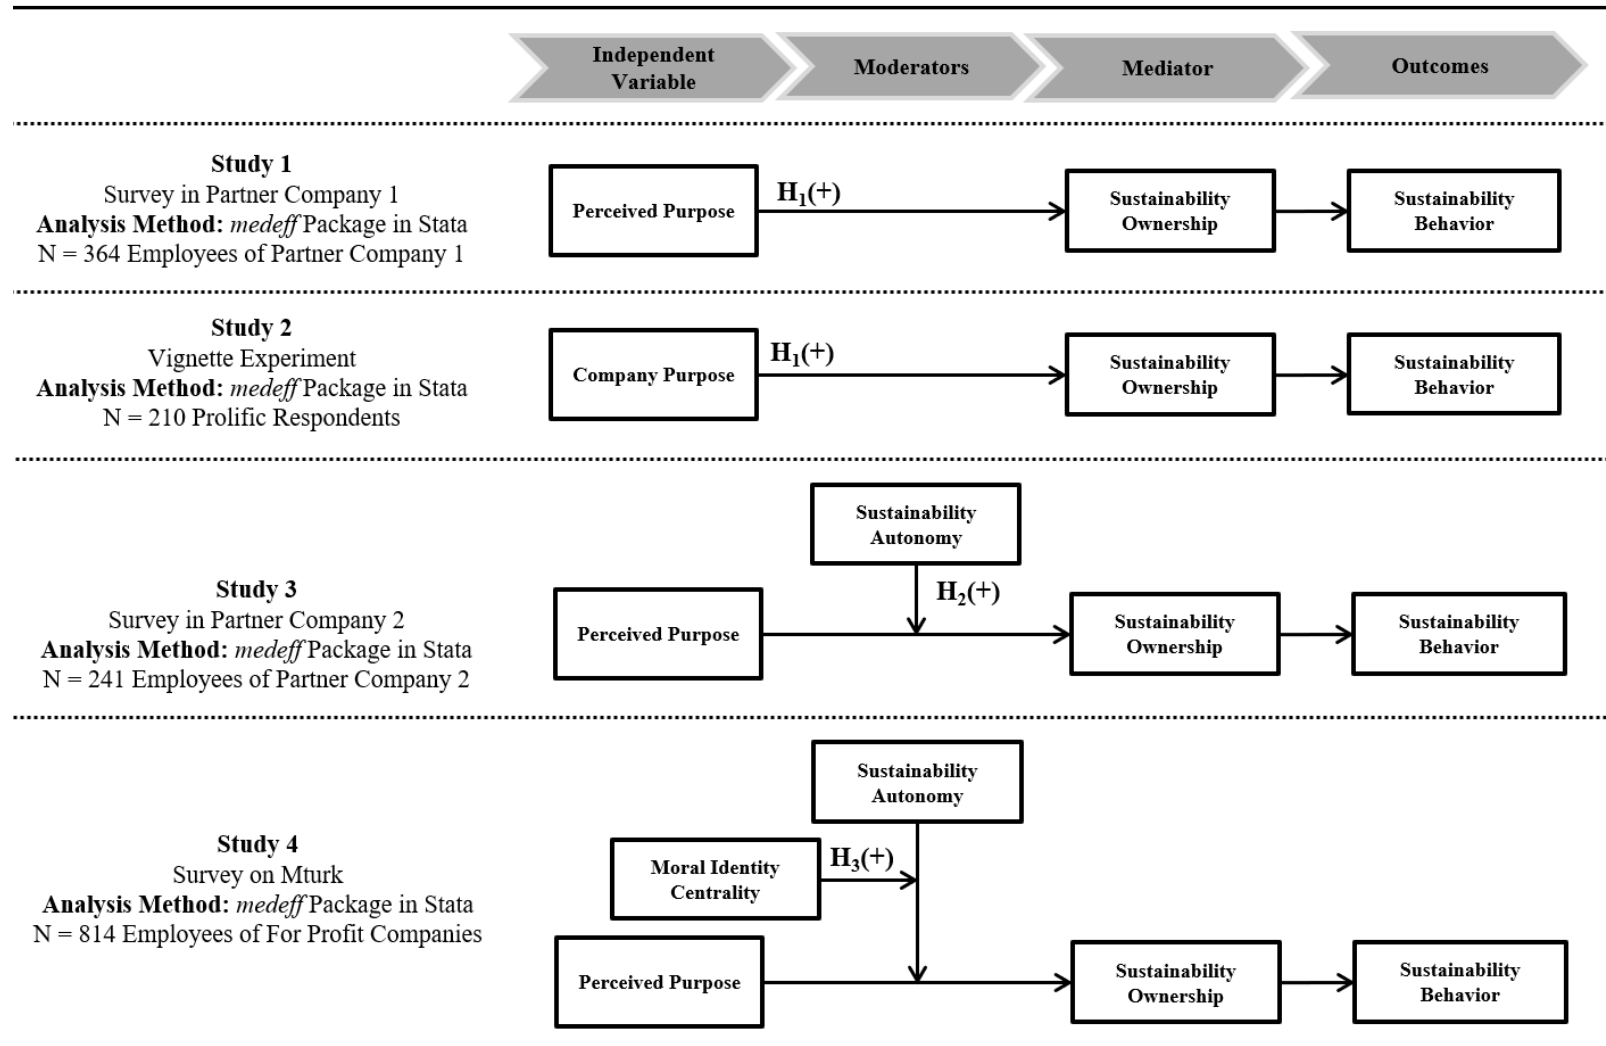 Independent
Variable
Moderators
Mediator
Outcomes
Study 1
Survey in Partner Company 1
Analysis Method: medeff Package in Stata
N = 364 Employees of Partner Company 1
Perceived Purpose
H₁(+)
Sustainability
Ownership
Sustainability
Behavior
Study 2
Vignette Experiment
Analysis Method: medeff Package in Stata
N = 210 Prolific Respondents
Company Purpose
H₁(+)
Sustainability
Ownership
Sustainability
Behavior
Study 3
Survey in Partner Company 2
Analysis Method: medeff Package in Stata
N = 241 Employees of Partner Company 2
Sustainability
Autonomy
H₂(+)
Perceived Purpose
Sustainability
Ownership
Sustainability
Behavior
Study 4
Survey on Mturk
Analysis Method: medeff Package in Stata
N = 814 Employees of For Profit Companies
Sustainability
Autonomy
Moral Identity
Centrality
H₃(+)
Perceived Purpose
Sustainability
Ownership
Sustainability
Behavior